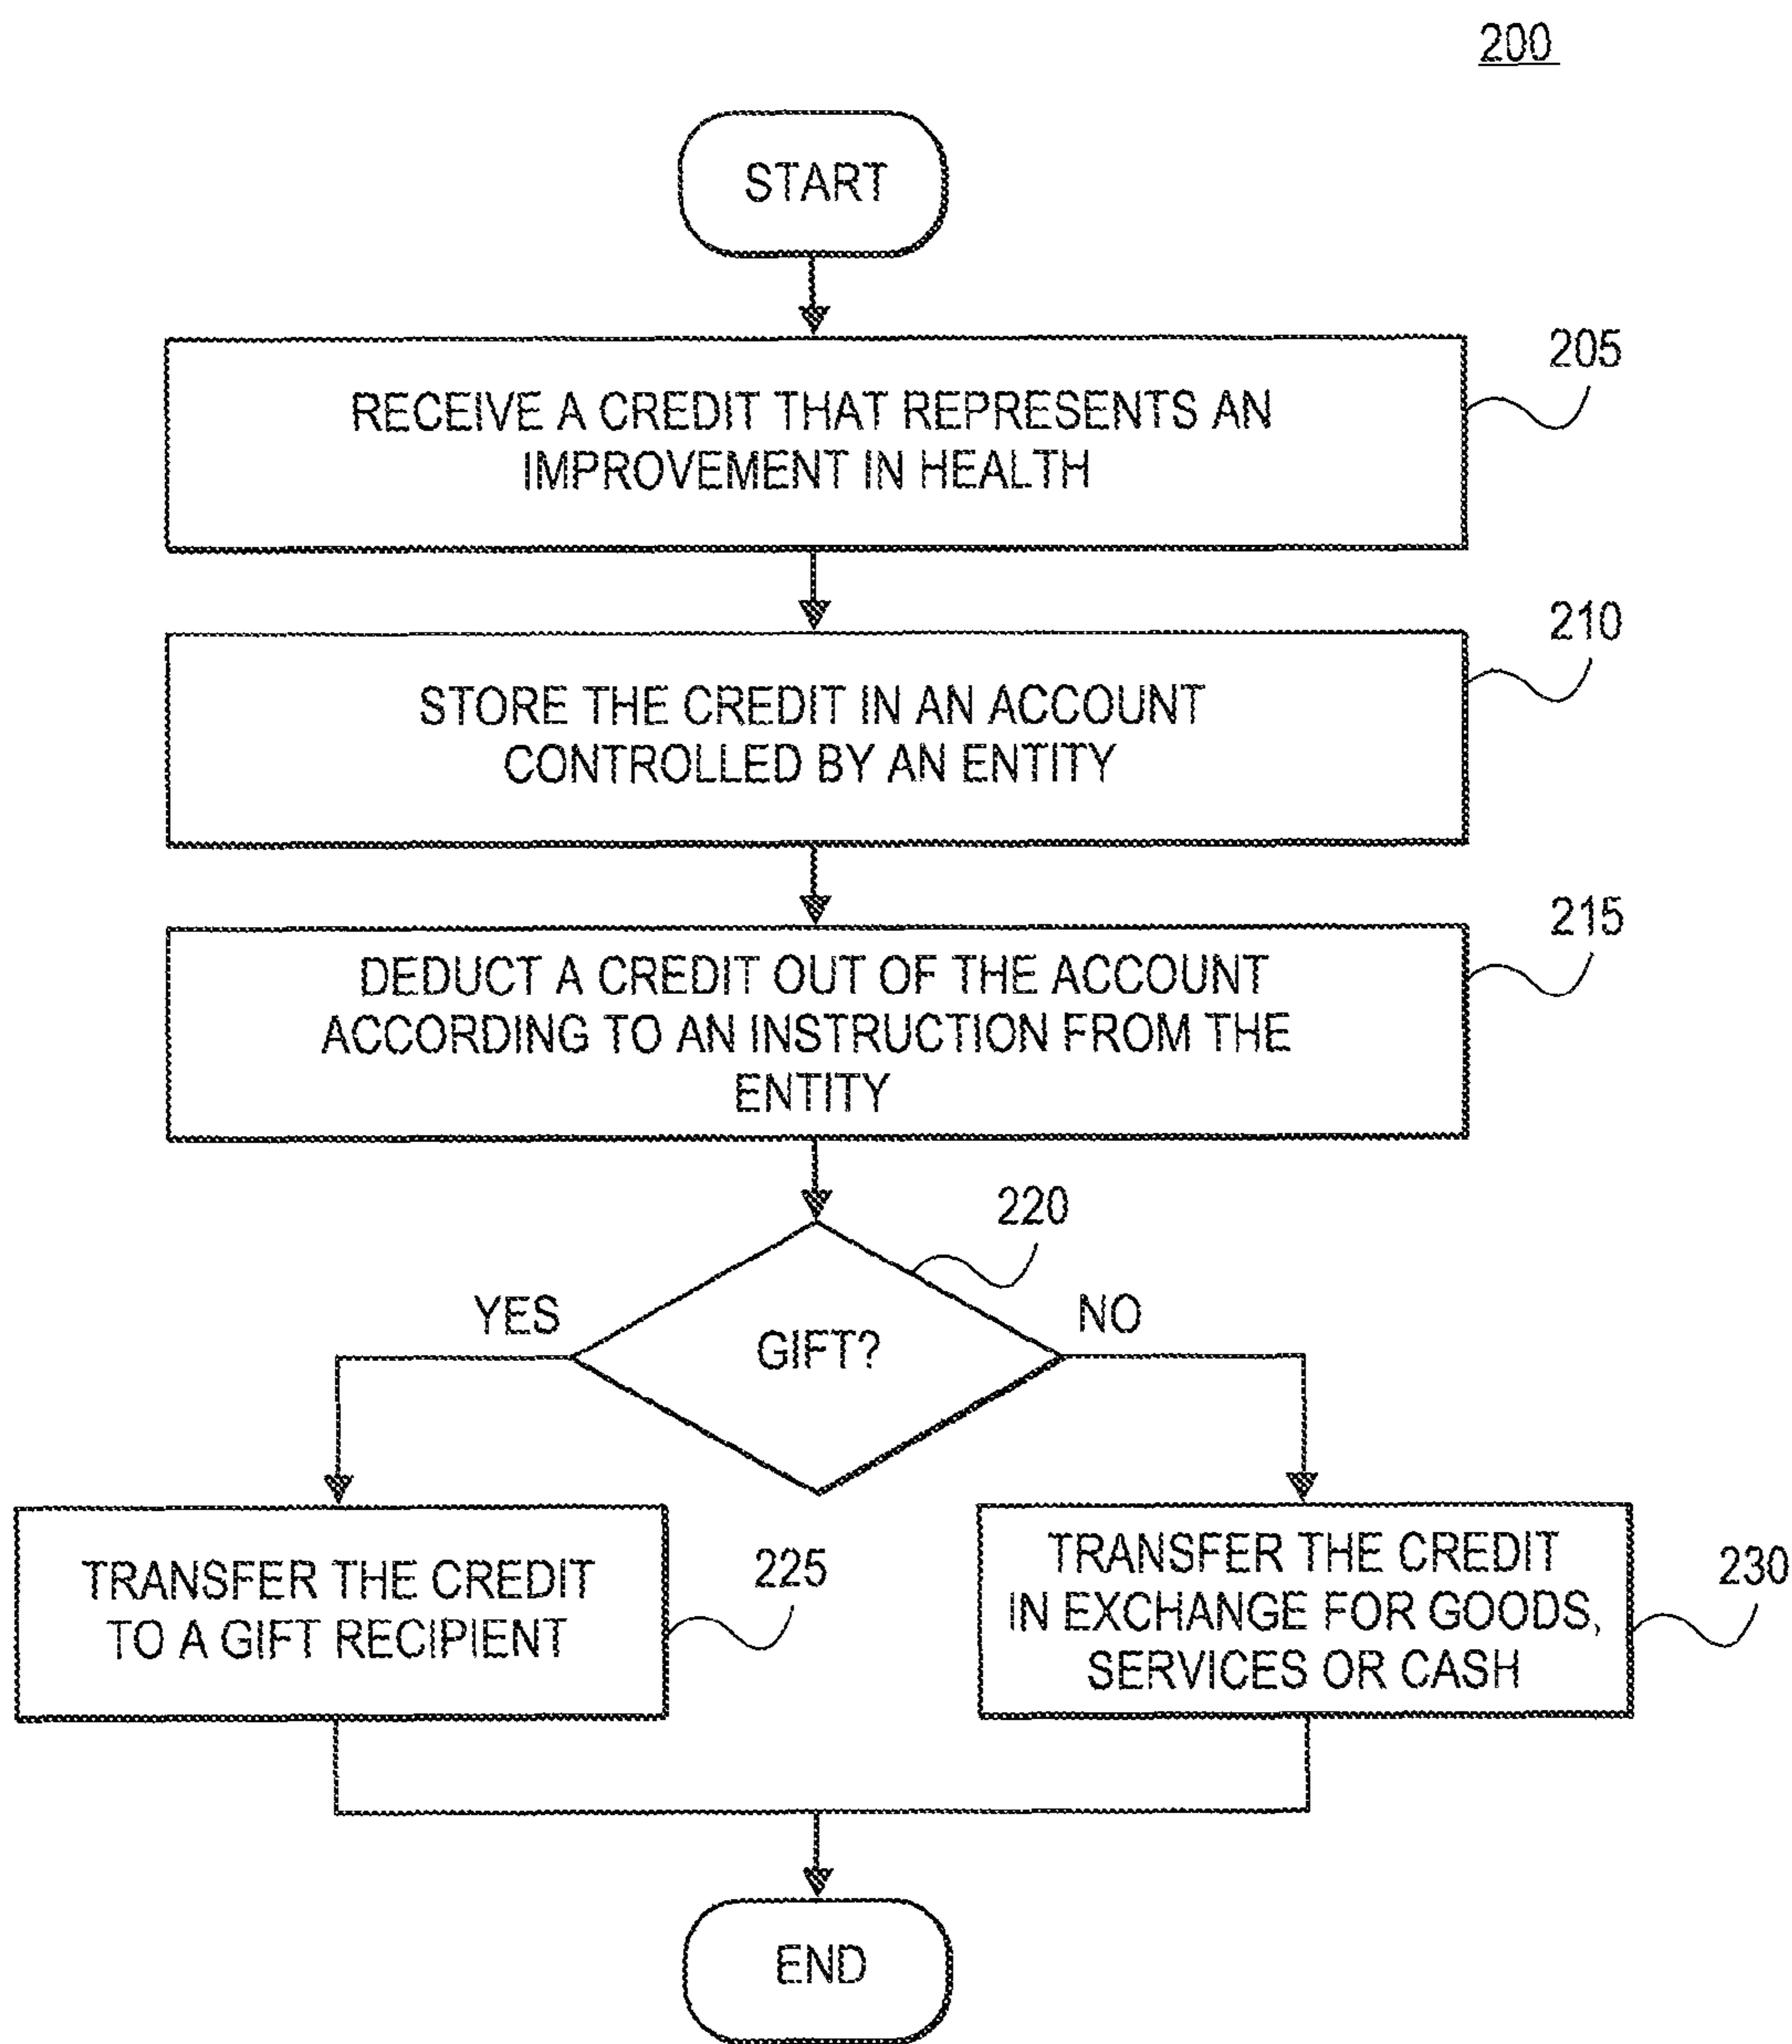 200
START
205
RECEIVE A CREDIT THAT REPRESENTS AN
IMPROVEMENT IN HEALTH
210
STORE THE CREDIT IN AN ACCOUNT
CONTROLLED BY AN ENTITY
215
DEDUCT A CREDIT OUT OF THE ACCOUNT
ACCORDING TO AN INSTRUCTION FROM THE
ENTITY
220
YES
GIFT?
NO
TRANSFER THE CREDIT
TO A GIFT RECIPIENT
225
TRANSFER THE CREDIT
IN EXCHANGE FOR GOODS,
SERVICES OR CASH
230
END